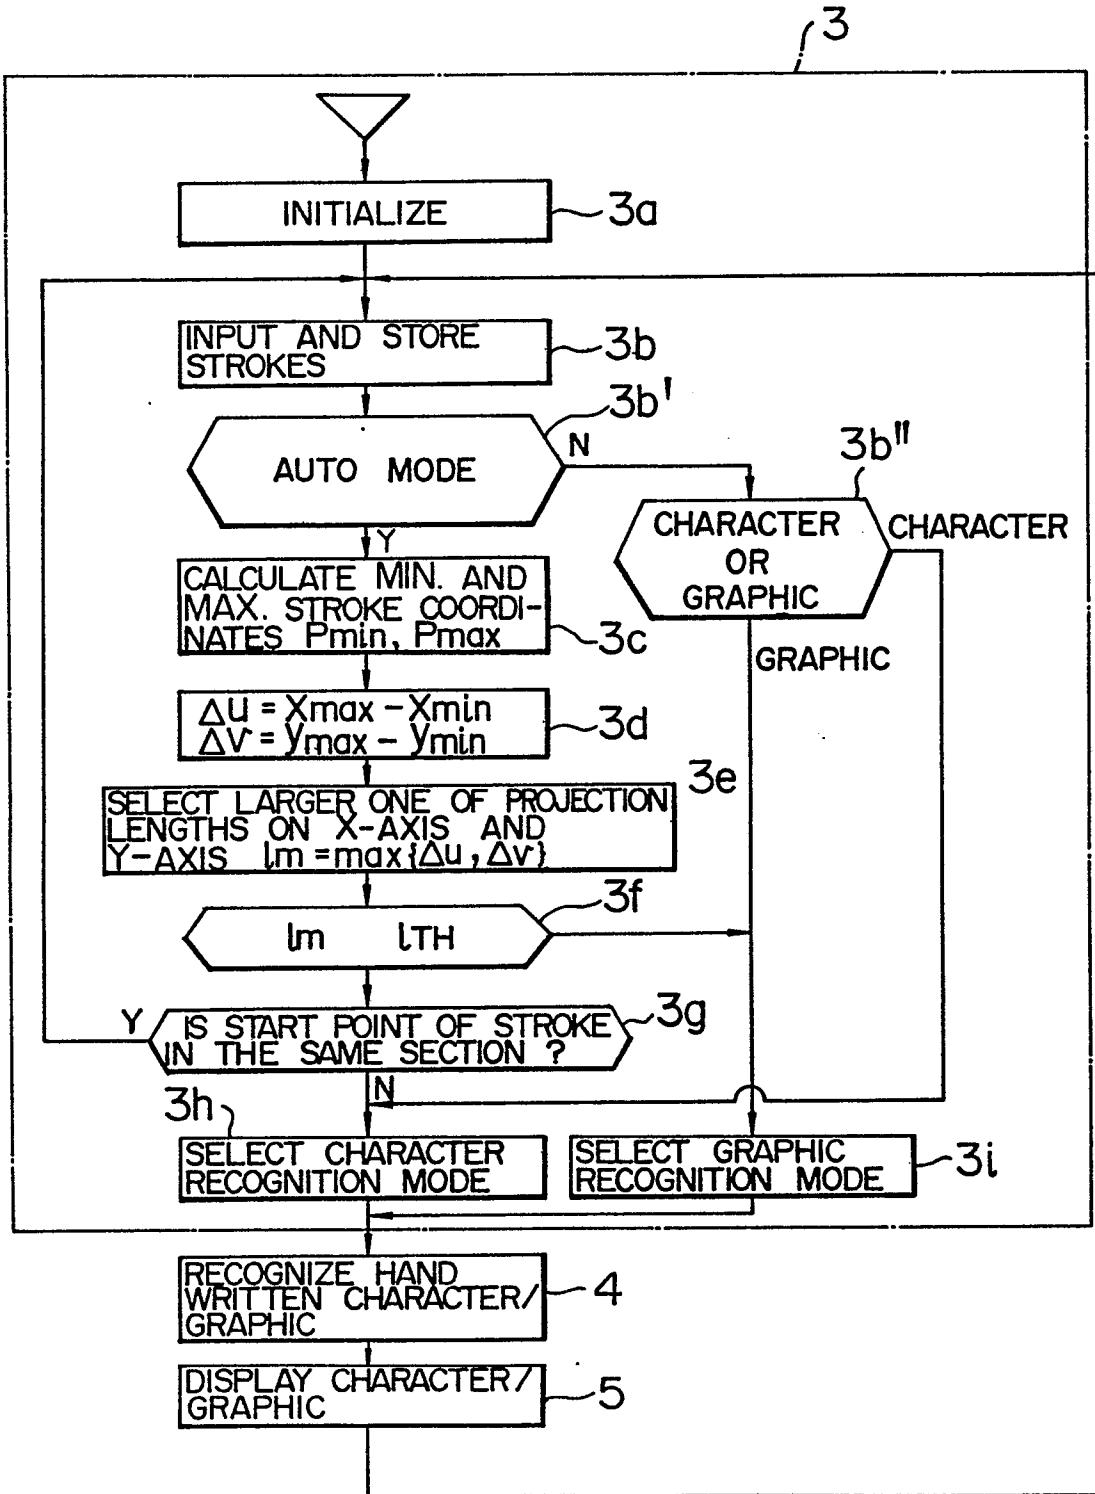 3
INITIALIZE
3a
INPUT AND STORE
STROKES
3b
3b'
AUTO MODE
N
3b"
CHARACTER
OR
GRAPHIC
CHARACTER
Y
CALCULATE MIN. AND
MAX. STROKE COORDI-
NATES Pmin, Pmax
3c
GRAPHIC
Δu = Xmax - Xmin
Δv = Ymax - Ymin
3d
3e
SELECT LARGER ONE OF PROJECTION
LENGTHS ON X-AXIS AND
Y-AXIS lm = max{Δu, Δv}
3f
lm lTH
Y
IS START POINT OF STROKE
IN THE SAME SECTION ?
3g
N
3h
SELECT CHARACTER
RECOGNITION MODE
SELECT GRAPHIC
RECOGNITION MODE
3i
RECOGNIZE HAND
WRITTEN CHARACTER/
GRAPHIC
4
DISPLAY CHARACTER/
GRAPHIC
5